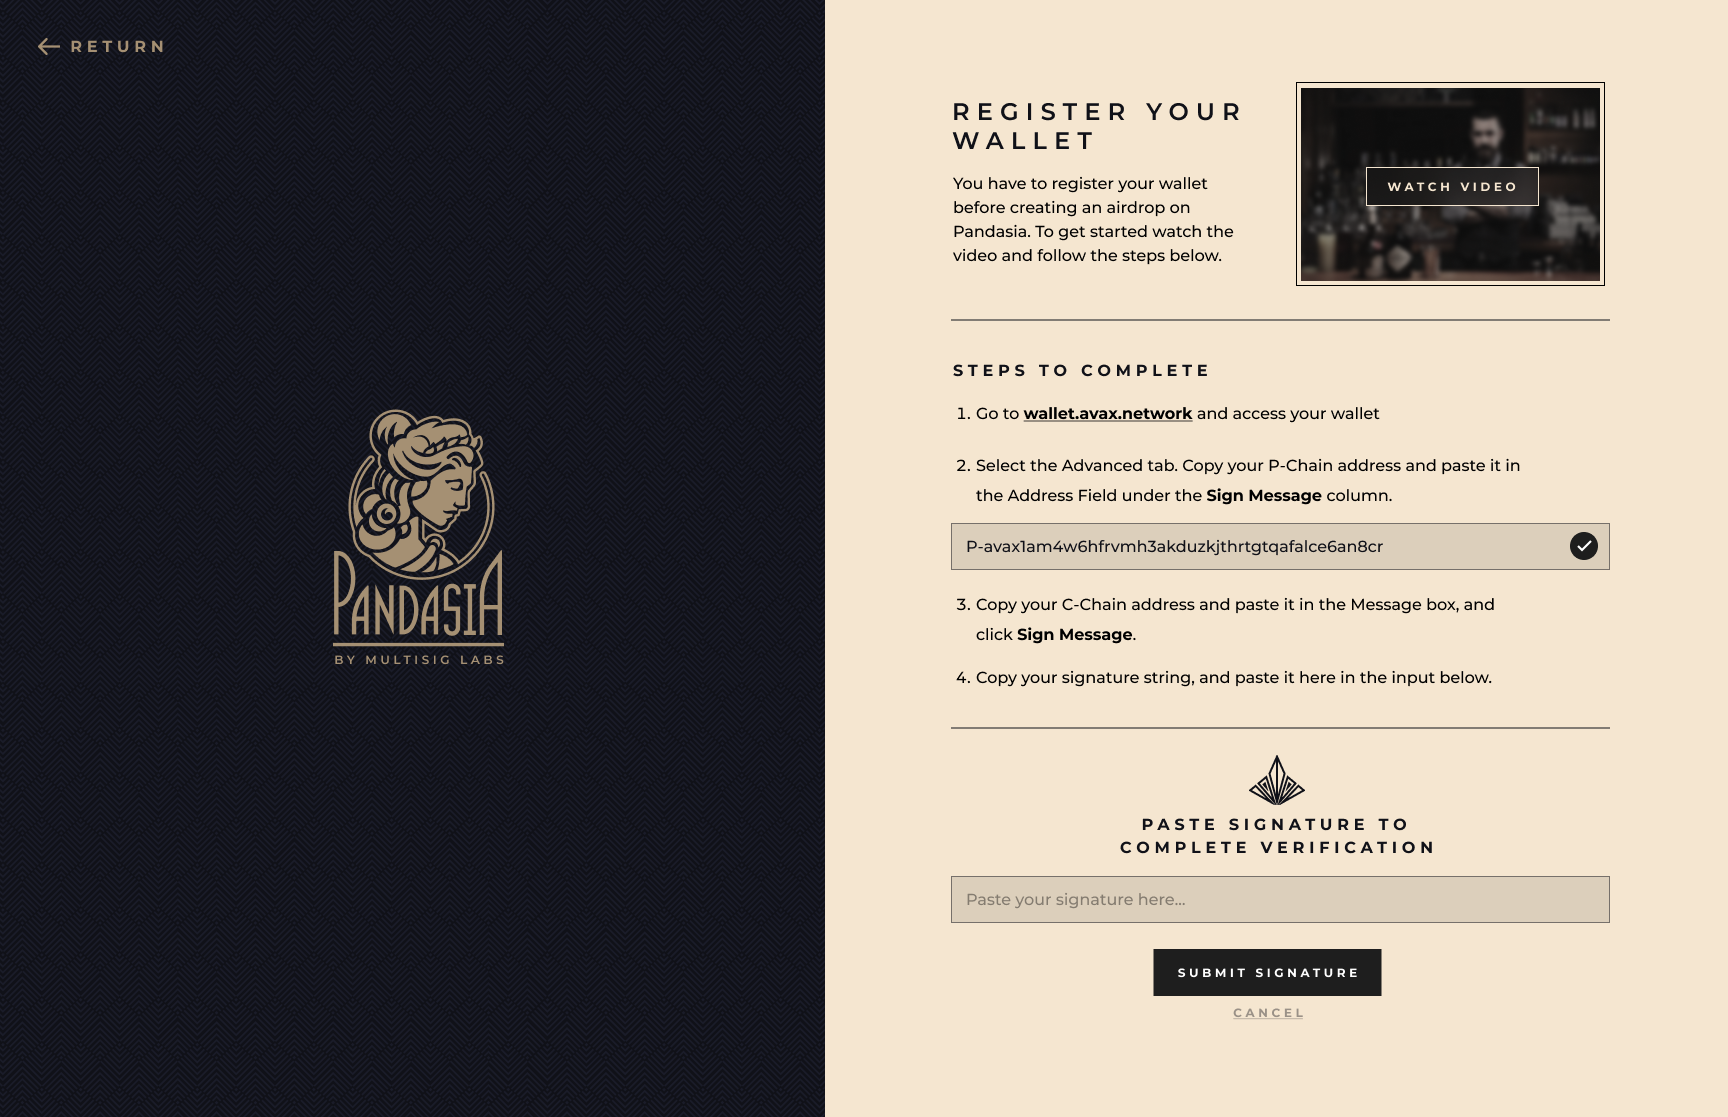 RETURN
PANDASIA
BY MULTISIG LABS
REGISTER YOUR
WALLET
You have to register your wallet
before creating an airdrop on
Pandasia. To get started watch the
video and follow the steps below.
WATCH VIDEO
STEPS TO COMPLETE
1. Go to wallet.avax.network and access your wallet
2. Select the Advanced tab. Copy your P-Chain address and paste it in
the Address Field under the Sign Message column.
P-avax1am4w6hfrvmh3akduzkjthrtgtqafalce6an8cr
3. Copy your C-Chain address and paste it in the Message box, and
click Sign Message.
4. Copy your signature string, and paste it here in the input below.
PASTE SIGNATURE TO
COMPLETE VERIFICATION
Paste your signature here...
SUBMIT SIGNATURE
CANCEL